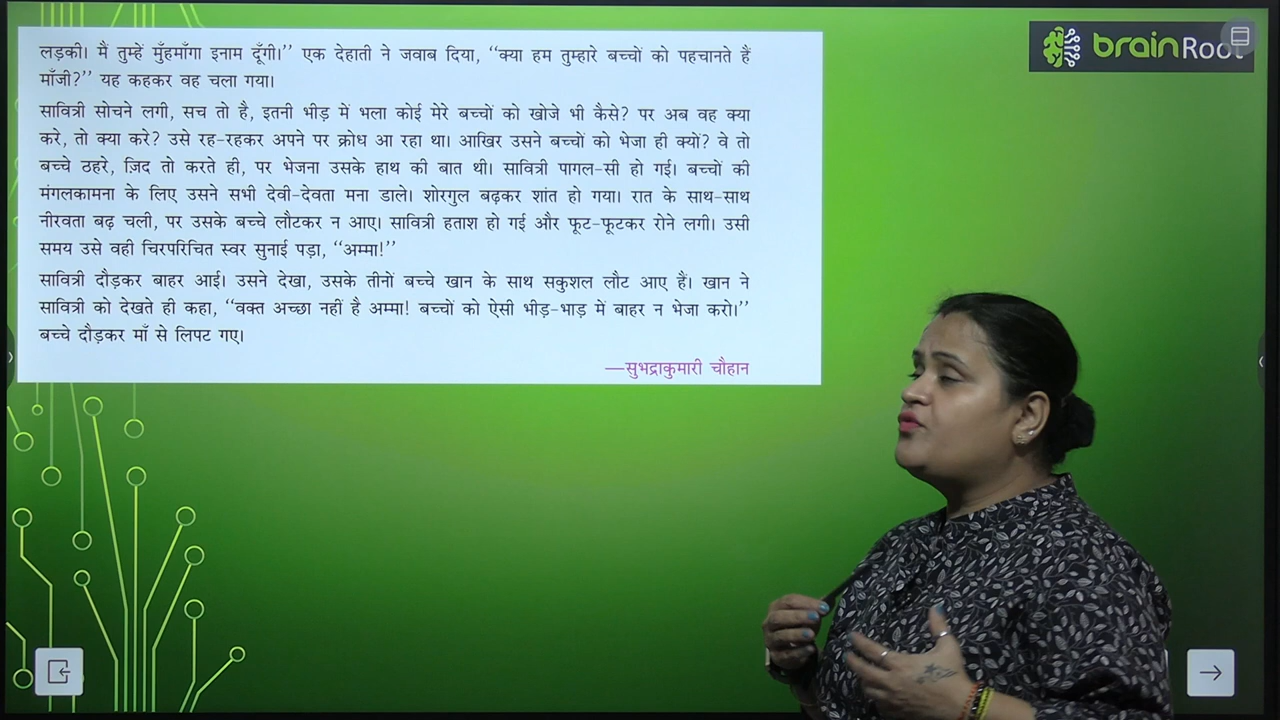 लड़की। मैं तुम्हें मुँहमाँगा इनाम दूँगी।’’ एक देहाती ने जवाब दिया, ‘‘क्या हम तुम्हारे बच्चों को पहचानते हैं
माँजी?’’ यह कहकर वह चला गया।
सावित्री सोचने लगी, सच तो है, इतनी भीड़ में भला कोई मेरे बच्चों को खोजे भी कैसे? पर अब वह क्या
करे, तो क्या करे? उसे रह-रहकर अपने पर क्रोध आ रहा था। आखिर उसने बच्चों को भेजा ही क्यों? वे तो
बच्चे ठहरे, ज़िद तो करते ही, पर भेजना उसके हाथ की बात थी। सावित्री पागल-सी हो गई। बच्चों की
मंगलकामना के लिए उसने सभी देवी-देवता मना डाले। शोरगुल बढ़कर शांत हो गया। रात के साथ-साथ
नीरवता बढ़ चली, पर उसके बच्चे लौटकर न आए। सावित्री हताश हो गई और फूट-फूटकर रोने लगी। उसी
समय उसे वही चिरपरिचित स्वर सुनाई पड़ा, ‘‘अम्मा!’’
सावित्री दौड़कर बाहर आई। उसने देखा, उसके तीनों बच्चे खान के साथ सकुशल लौट आए हैं। खान ने
सावित्री को देखते ही कहा, ‘‘वक्त अच्छा नहीं है अम्मा! बच्चों को ऐसी भीड़-भाड़ में बाहर न भेजा करो।’’
बच्चे दौड़कर माँ से लिपट गए।
—सुभद्राकुमारी चौहान
brainRoot